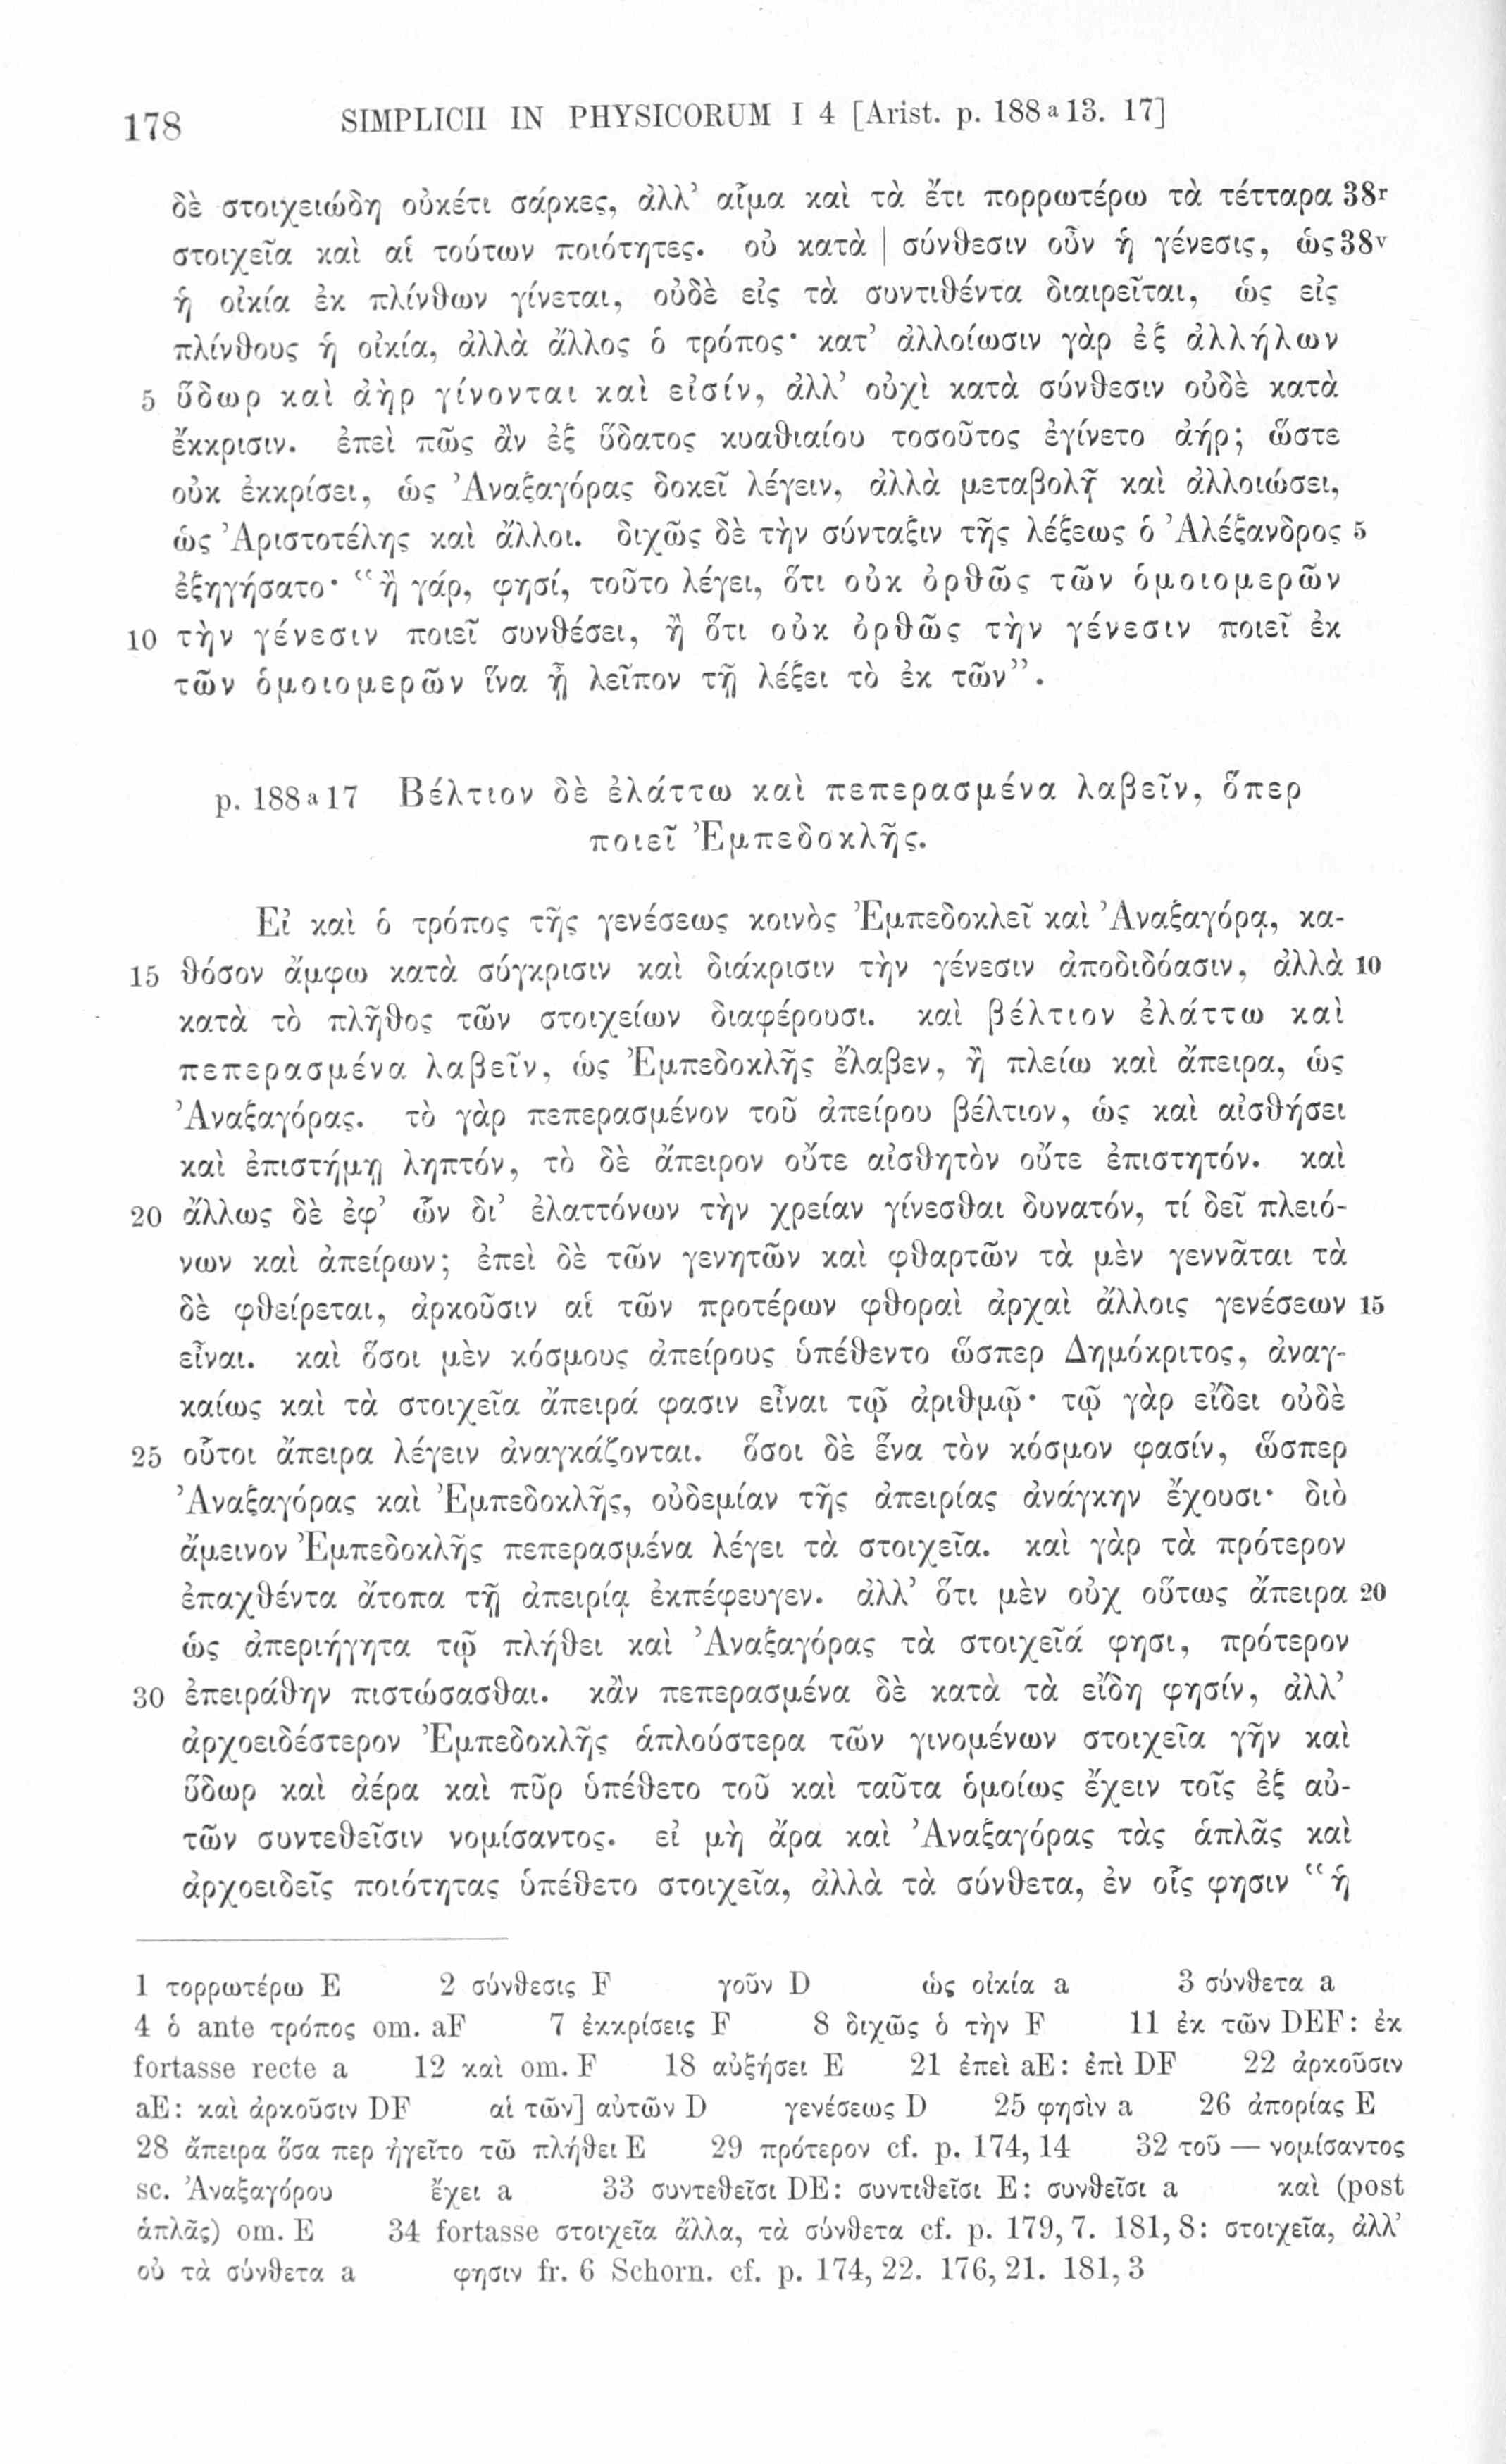 178 SIMPLICII IN PHYSICORUM I 4 [Arist. p. 188 a 13. 17]
δὲ στοιχειώδη οὐκέτι σάρκες, ἀλλ’ αἷμα καὶ τὰ ἔτι πορρωτέρω τὰ τέτταρα 38r
στοιχεῖα καὶ αἱ τούτων ποιότητες. οὐ κατὰ | σύνθεσιν οὖν ἡ γένεσις, ὡς 38v
ἡ οἰκία ἐκ πλίνθων γίνεται, οὐδὲ εἰς τὰ συντιθέντα διαιρεῖται, ὡς εἰς
πλίνθους ἡ οἰκία, ἀλλὰ ἄλλος ὁ τρόπος· κατ’ ἀλλοίωσιν γὰρ ἐξ ἀλλήλων
5 ὕδωρ καὶ ἀὴρ γίνονται καὶ εἰσίν, ἀλλ’ οὐχὶ κατὰ σύνθεσιν οὐδὲ κατὰ
ἔκκρισιν. ἐπεὶ πῶς ἂν ἐξ ὕδατος κυαθιαίου τοσοῦτος ἐγίνετο ἀήρ; ὥστε
οὐκ ἐκκρίσει, ὡς Ἀναξαγόρας δοκεῖ λέγειν, ἀλλὰ μεταβολῇ καὶ ἀλλοιώσει,
ὡς Ἀριστοτέλης καὶ ἄλλοι. διχῶς δὲ τὴν σύνταξιν τῆς λέξεως ὁ Ἀλέξανδρος 5
ἐξηγήσατο· “ἢ γάρ, φησί, τοῦτο λέγει, ὅτι οὐκ ὀρθῶς τῶν ὁμοιομερῶν
10 τὴν γένεσιν ποιεῖ συνθέσει, ἢ ὅτι οὐκ ὀρθῶς τὴν γένεσιν ποιεῖ ἐκ
τῶν ὁμοιομερῶν ἵνα ᾖ λεῖπον τῇ λέξει τὸ ἐκ τῶν”.
p. 188 a 17 Βέλτιον δὲ ἐλάττω καὶ πεπερασμένα λαβεῖν, ὅπερ
ποιεῖ Ἐμπεδοκλῆς.
Εἰ καὶ ὁ τρόπος τῆς γενέσεως κοινὸς Ἐμπεδοκλεῖ καὶ Ἀναξαγόρᾳ, κα-
15 θόσον ἄμφω κατὰ σύγκρισιν καὶ διάκρισιν τὴν γένεσιν ἀποδιδόασιν, ἀλλὰ 10
κατὰ τὸ πλῆθος τῶν στοιχείων διαφέρουσι. καὶ βέλτιον ἐλάττω καὶ
πεπερασμένα λαβεῖν, ὡς Ἐμπεδοκλῆς ἔλαβεν, ἢ πλείω καὶ ἄπειρα, ὡς
Ἀναξαγόρας. τὸ γὰρ πεπερασμένον τοῦ ἀπείρου βέλτιον, ὡς καὶ αἰσθήσει
καὶ ἐπιστήμῃ ληπτόν, τὸ δὲ ἄπειρον οὔτε αἰσθητὸν οὔτε ἐπιστητόν. καὶ
20 ἄλλως δὲ ἐφ’ ὧν δι’ ἐλαττόνων τὴν χρείαν γίνεσθαι δυνατόν, τί δεῖ πλειό-
νων καὶ ἀπείρων; ἐπεὶ δὲ τῶν γενητῶν καὶ φθαρτῶν τὰ μὲν γεννᾶται τὰ
δὲ φθείρεται, ἀρκοῦσιν αἱ τῶν προτέρων φθοραὶ ἀρχαὶ ἄλλοις γενέσεων 15
εἶναι. καὶ ὅσοι μὲν κόσμους ἀπείρους ὑπέθεντο ὥσπερ Δημόκριτος, ἀναγ-
καίως καὶ τὰ στοιχεῖα ἄπειρά φασιν εἶναι τῷ ἀριθμῷ· τῷ γὰρ εἴδει οὐδὲ
25 οὗτοι ἄπειρα λέγειν ἀναγκάζονται. ὅσοι δὲ ἕνα τὸν κόσμον φασίν, ὥσπερ
Ἀναξαγόρας καὶ Ἐμπεδοκλῆς, οὐδεμίαν τῆς ἀπειρίας ἀνάγκην ἔχουσι· διὸ
ἄμεινον Ἐμπεδοκλῆς πεπερασμένα λέγει τὰ στοιχεῖα. καὶ γὰρ τὰ πρότερον
ἐπαχθέντα ἄτοπα τῇ ἀπειρίᾳ ἐκπέφευγεν. ἀλλ’ ὅτι μὲν οὐχ οὕτως ἄπειρα 20
ὡς ἀπεριήγητα τῷ πλήθει καὶ Ἀναξαγόρας τὰ στοιχεῖά φησι, πρότερον
30 ἐπειράθην πιστώσασθαι. κἂν πεπερασμένα δὲ κατὰ τὰ εἴδη φησίν, ἀλλ’
ἀρχοειδέστερον Ἐμπεδοκλῆς ἁπλούστερα τῶν γινομένων στοιχεῖα γῆν καὶ
ὕδωρ καὶ ἀέρα καὶ πῦρ ὑπέθετο τοῦ καὶ ταῦτα ὁμοίως ἔχειν τοῖς ἐξ αὐ-
τῶν συντεθεῖσιν νομίσαντος. εἰ μὴ ἄρα καὶ Ἀναξαγόρας τὰς ἁπλᾶς καὶ
ἀρχοειδεῖς ποιότητας ὑπέθετο στοιχεῖα, ἀλλὰ τὰ σύνθετα, ἐν οἷς φησιν “ἡ
1 τορρωτέρω E 2 σύνθεσις F γοῦν D ὡς οἰκία a 3 σύνθετα a
4 ὁ ante τρόπος om. aF 7 ἐκκρίσεις F 8 διχῶς ὁ τὴν F 11 ἐκ τῶν DEF: ἐκ
fortasse recte a 12 καὶ om. F 18 αὐξήσει E 21 ἐπεὶ aE: ἐπὶ DF 22 ἀρκοῦσιν
aE: καὶ ἀρκοῦσιν DF αἱ τῶν] αὐτῶν D γενέσεως D 25 φησὶν a 26 ἀπορίας E
28 ἄπειρα ὅσα περ ἡγεῖτο τῶ πλήθει E 29 πρότερον cf. p. 174, 14 32 τοῦ — νομίσαντος
sc. Ἀναξαγόρου ἔχει a 33 συντεθεῖσι DE: συντιθεῖσι E: συνθεῖσι a καὶ (post
ἁπλᾶς) om. E 34 fortasse στοιχεῖα ἄλλα, τὰ σύνθετα cf. p. 179, 7. 181, 8: στοιχεῖα, ἀλλ’
οὐ τὰ σύνθετα a φησιν fr. 6 Schorn. cf. p. 174, 22. 176, 21. 181, 3